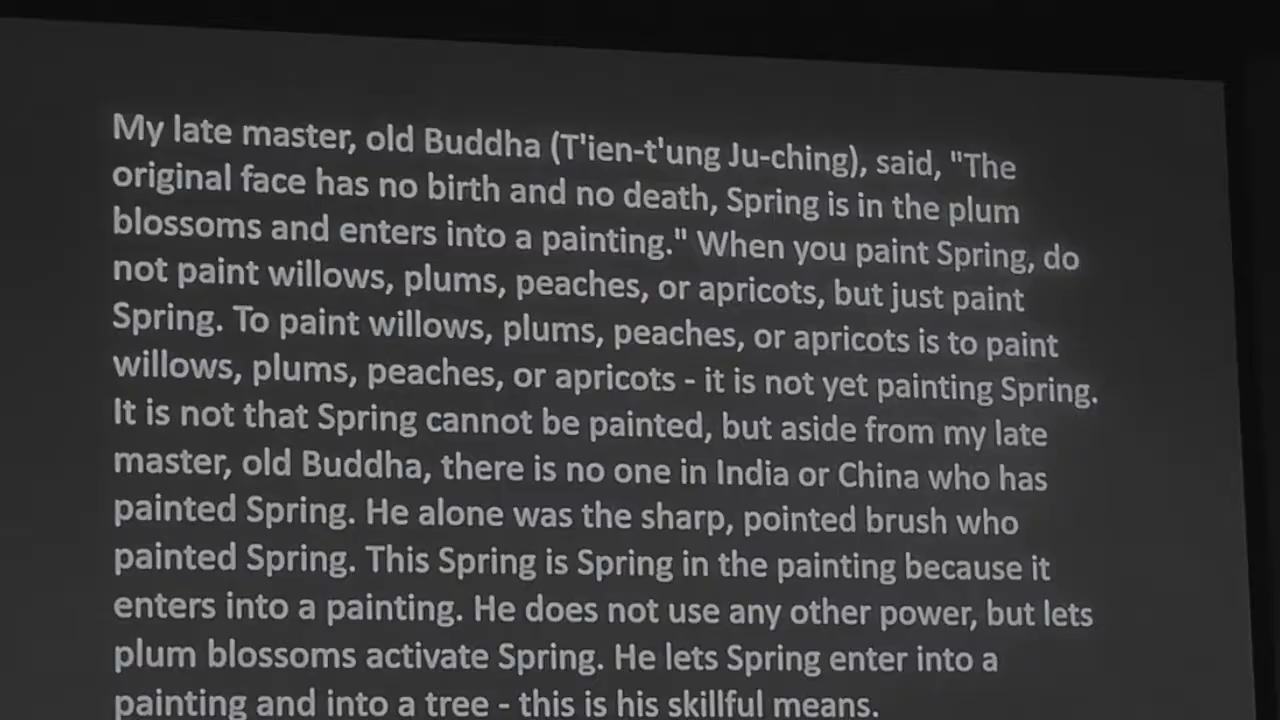 My late master, old Buddha (T'ien-t'ung Ju-ching), said, "The
original face has no birth and no death, Spring is in the plum
blossoms and enters into a painting." When you paint Spring, do
not paint willows, plums, peaches, or apricots, but just paint
Spring. To paint willows, plums, peaches, or apricots is to paint
willows, plums, peaches, or apricots - it is not yet painting Spring.
It is not that Spring cannot be painted, but aside from my late
master, old Buddha, there is no one in India or China who has
painted Spring. He alone was the sharp, pointed brush who
painted Spring. This Spring is Spring in the painting because it
enters into a painting. He does not use any other power, but lets
plum blossoms activate Spring. He lets Spring enter into a
painting and into a tree - this is his skillful means.